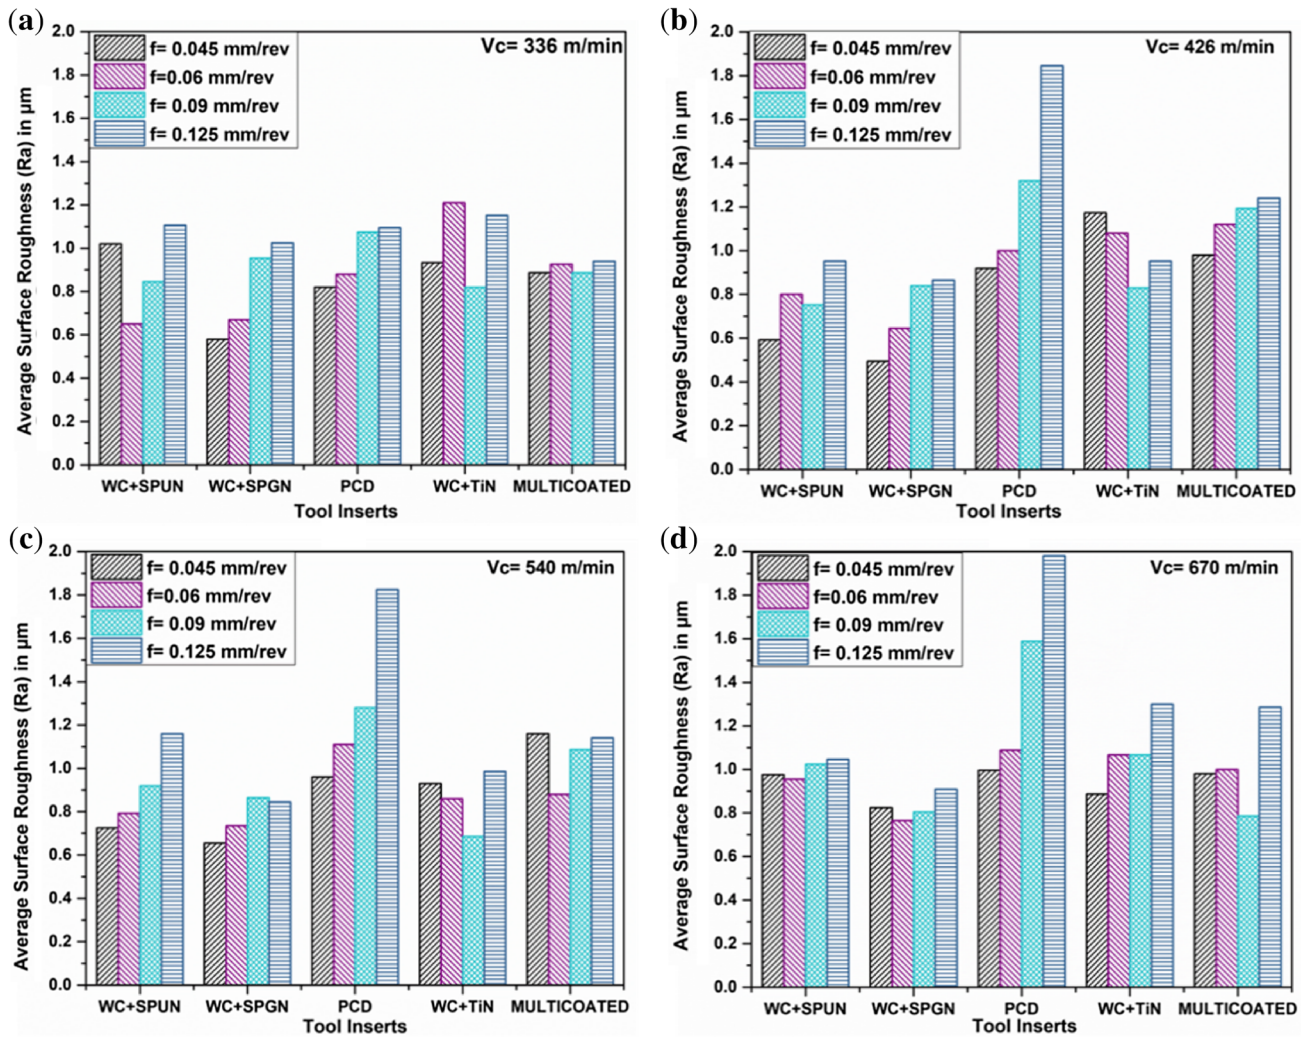 (a)
f= 0.045 mm/rev
f=0.06 mm/rev
f= 0.09 mm/rev
f= 0.125 mm/rev
Vc= 336 m/min
Average Surface Roughness (Ra) in µm
2.0
1.8
1.6
1.4
1.2
1.0
0.8
0.6
0.4
0.2
0.0
WC+SPUN WC+SPGN PCD WC+TiN MULTICOATED
Tool Inserts
(b)
f= 0.045 mm/rev
f=0.06 mm/rev
f= 0.09 mm/rev
f= 0.125 mm/rev
Vc= 426 m/min
Average Surface Roughness (Ra) in µm
2.0
1.8
1.6
1.4
1.2
1.0
0.8
0.6
0.4
0.2
0.0
WC+SPUN WC+SPGN PCD WC+TiN MULTICOATED
Tool Inserts
(c)
f= 0.045 mm/rev
f=0.06 mm/rev
f= 0.09 mm/rev
f= 0.125 mm/rev
Vc= 540 m/min
Average Surface Roughness (Ra) in µm
2.0
1.8
1.6
1.4
1.2
1.0
0.8
0.6
0.4
0.2
0.0
WC+SPUN WC+SPGN PCD WC+TiN MULTICOATED
Tool Inserts
(d)
f= 0.045 mm/rev
f=0.06 mm/rev
f= 0.09 mm/rev
f= 0.125 mm/rev
Vc= 670 m/min
Average Surface Roughness (Ra) in µm
2.0
1.8
1.6
1.4
1.2
1.0
0.8
0.6
0.4
0.2
0.0
WC+SPUN WC+SPGN PCD WC+TiN MULTICOATED
Tool Inserts